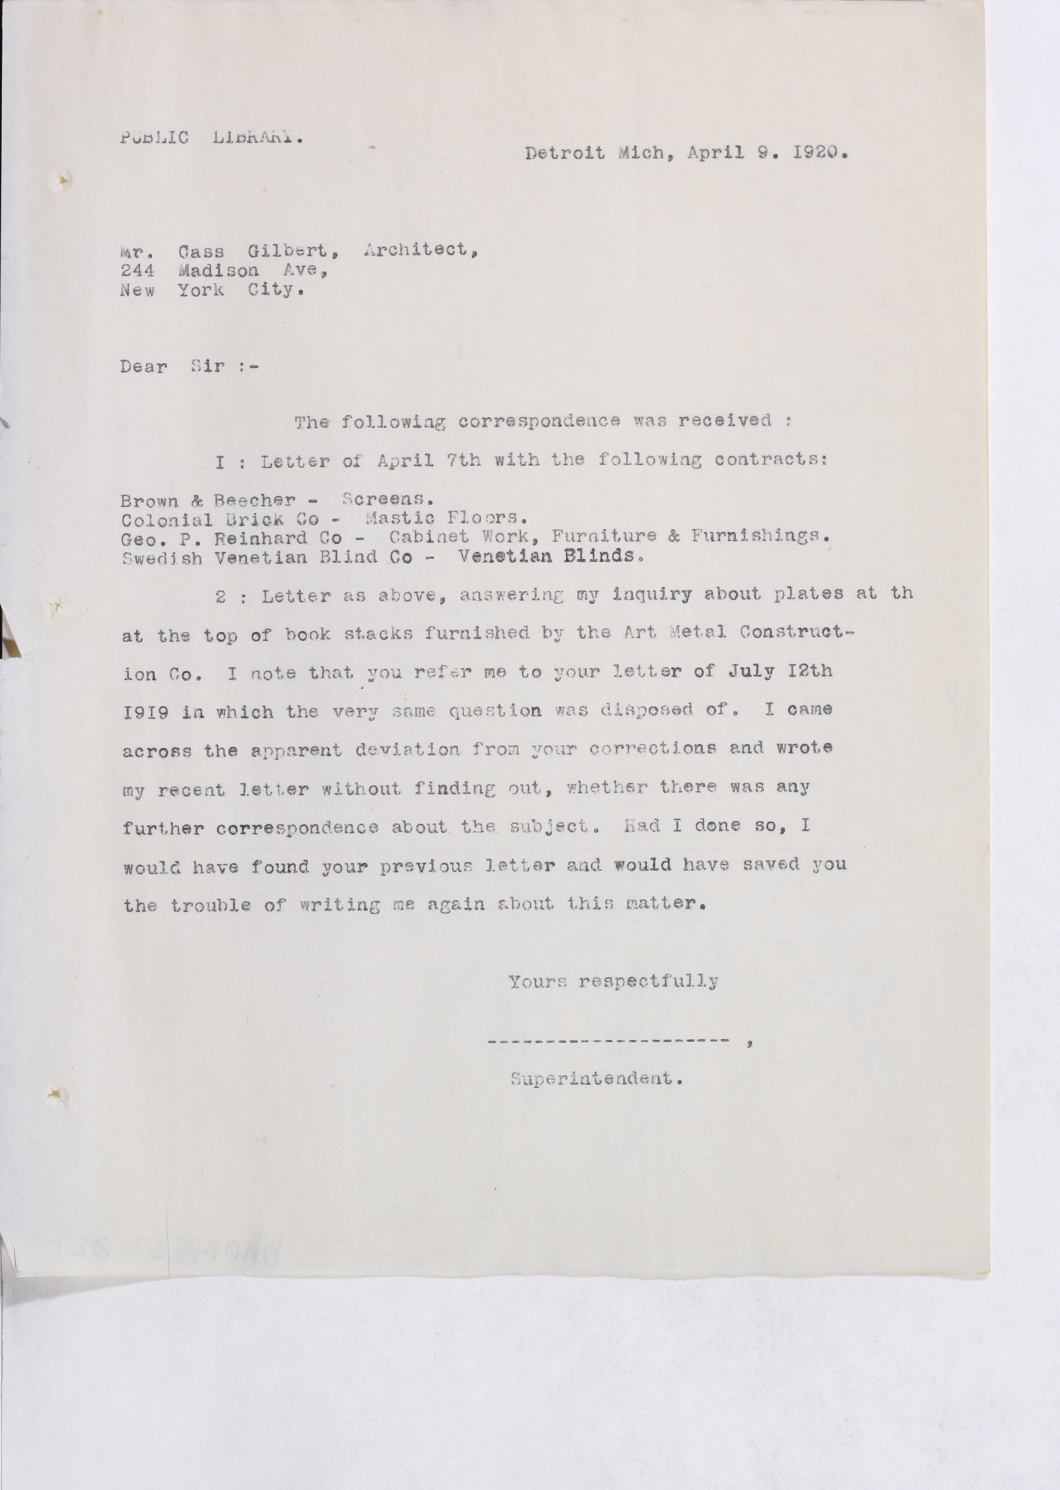 PUBLIC LIBRARY.
Detroit Mich, April 9. I920.
Mr. Cass Gilbert, Architect,
244 Madison Ave,
New York City.
Dear Sir :-
The following correspondence was received :
I : Letter of April 7th with the following contracts:
Brown & Beecher - Screens.
Colonial Brick Co - Mastic Floors.
Geo. P. Reinhard Co - Cabinet Work, Furniture & Furnishings.
Swedish Venetian Blind Co - Venetian Blinds.
2 : Letter as above, answering my inquiry about plates at th
at the top of book stacks furnished by the Art Metal Construct-
ion Co. I note that you refer me to your letter of July I2th
I9I9 in which the very same question was disposed of. I came
across the apparent deviation from your corrections and wrote
my recent letter without finding out, whether there was any
further correspondence about the subject. Had I done so, I
would have found your previous letter and would have saved you
the trouble of writing me again about this matter.
Yours respectfully
--------------------- ,
Superintendent.